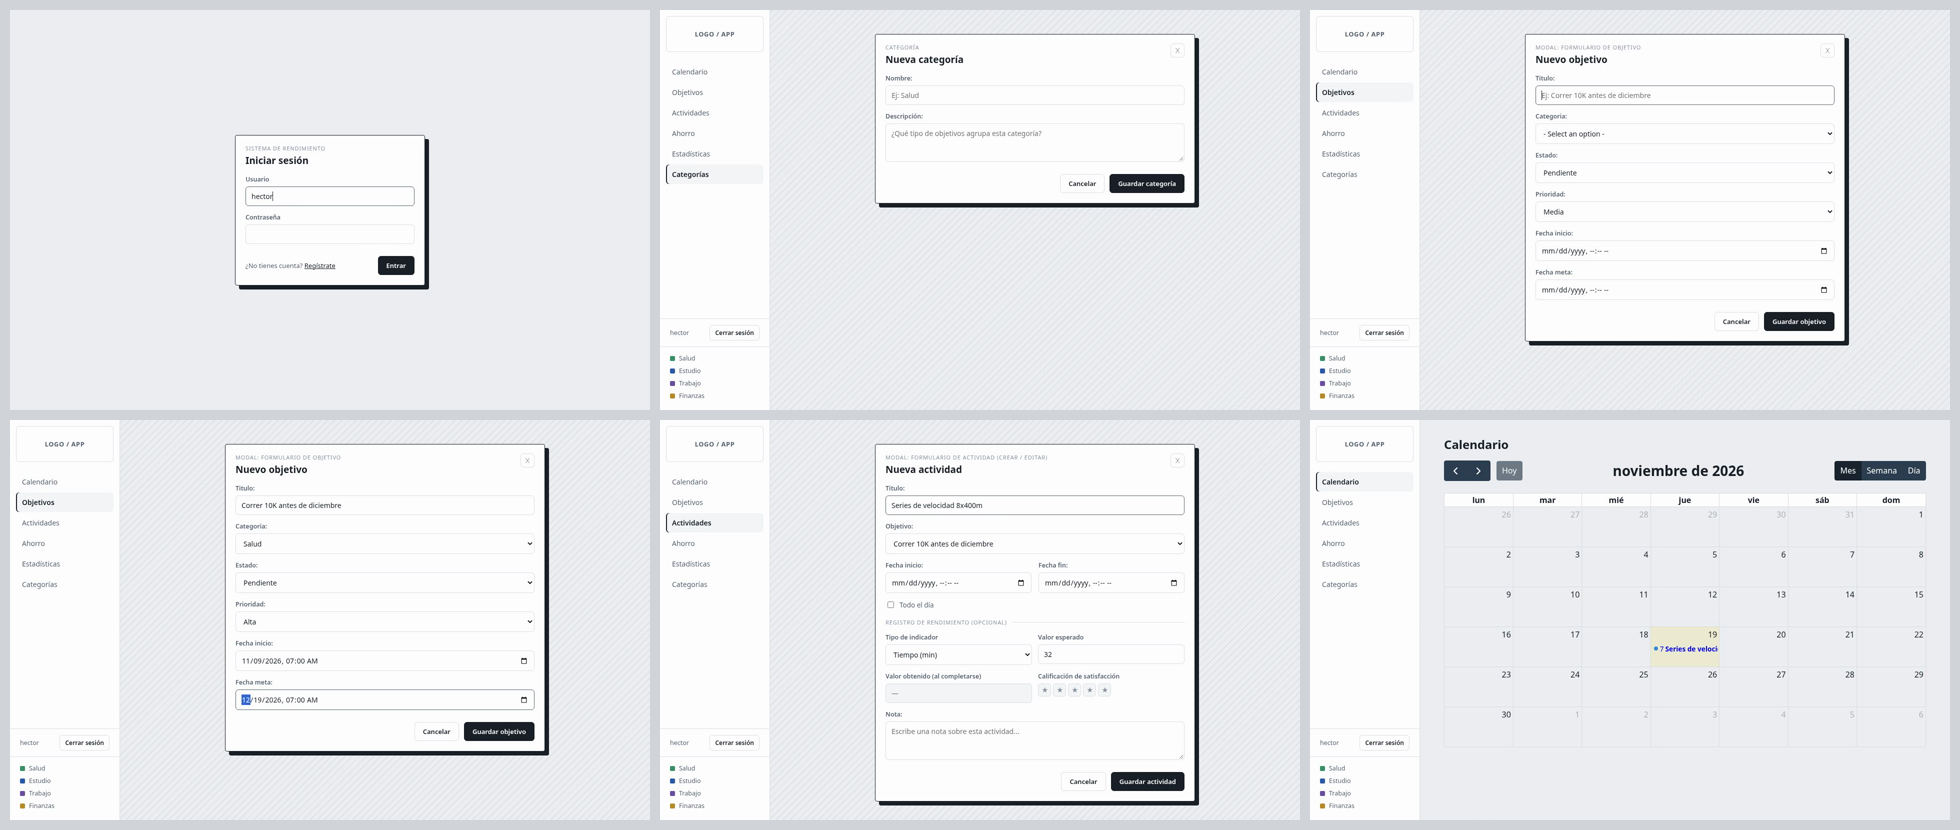 SISTEMA DE RENDIMIENTO
Iniciar sesión
Usuario
hector
Contraseña
¿No tienes cuenta? Regístrate
Entrar
LOGO / APP
Calendario
Objetivos
Actividades
Ahorro
Estadísticas
Categorías
hector
Cerrar sesión
Salud
Estudio
Trabajo
Finanzas
CATEGORÍA
X
Nueva categoría
Nombre:
Ej: Salud
Descripción:
¿Qué tipo de objetivos agrupa esta categoría?
Cancelar
Guardar categoría
LOGO / APP
Calendario
Objetivos
Actividades
Ahorro
Estadísticas
Categorías
hector
Cerrar sesión
Salud
Estudio
Trabajo
Finanzas
MODAL: FORMULARIO DE OBJETIVO
X
Nuevo objetivo
Titulo:
Ej: Correr 10K antes de diciembre
Categoria:
- Select an option -
Estado:
Pendiente
Prioridad:
Media
Fecha inicio:
mm/dd/yyyy, --:-- --
Fecha meta:
mm/dd/yyyy, --:-- --
Cancelar
Guardar objetivo
LOGO / APP
Calendario
Objetivos
Actividades
Ahorro
Estadísticas
Categorías
hector
Cerrar sesión
Salud
Estudio
Trabajo
Finanzas
MODAL: FORMULARIO DE OBJETIVO
X
Nuevo objetivo
Titulo:
Correr 10K antes de diciembre
Categoria:
Salud
Estado:
Pendiente
Prioridad:
Alta
Fecha inicio:
11/09/2026, 07:00 AM
Fecha meta:
12/19/2026, 07:00 AM
Cancelar
Guardar objetivo
LOGO / APP
Calendario
Objetivos
Actividades
Ahorro
Estadísticas
Categorías
hector
Cerrar sesión
Salud
Estudio
Trabajo
Finanzas
MODAL: FORMULARIO DE ACTIVIDAD (CREAR / EDITAR)
X
Nueva actividad
Titulo:
Series de velocidad 8x400m
Objetivo:
Correr 10K antes de diciembre
Fecha inicio:
Fecha fin:
mm/dd/yyyy, --:-- --
mm/dd/yyyy, --:-- --
Todo el día
REGISTRO DE RENDIMIENTO (OPCIONAL)
Tipo de indicador
Valor esperado
Tiempo (min)
32
Valor obtenido (al completarse)
Calificación de satisfacción
—
★ ★ ★ ★ ★
Nota:
Escribe una nota sobre esta actividad...
Cancelar
Guardar actividad
LOGO / APP
Calendario
Objetivos
Actividades
Ahorro
Estadísticas
Categorías
hector
Cerrar sesión
Salud
Estudio
Trabajo
Finanzas
Calendario
Hoy
noviembre de 2026
Mes Semana Día
lun mar mié jue vie sáb dom
26 27 28 29 30 31 1
2 3 4 5 6 7 8
9 10 11 12 13 14 15
16 17 18 19 20 21 22
7 Series de veloci
23 24 25 26 27 28 29
30 1 2 3 4 5 6